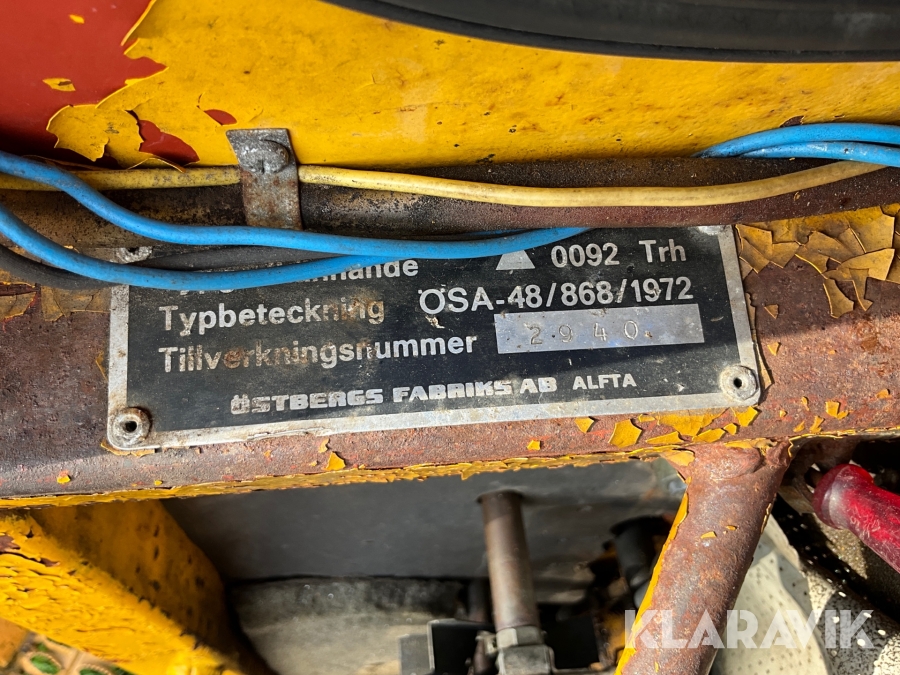 0092 Trh
Typbeteckning ÖSA-48/868/1972
Tillverkningsnummer 2940.
ÖSTBERGS FABRIKS AB ALFTA
KLARAVIK